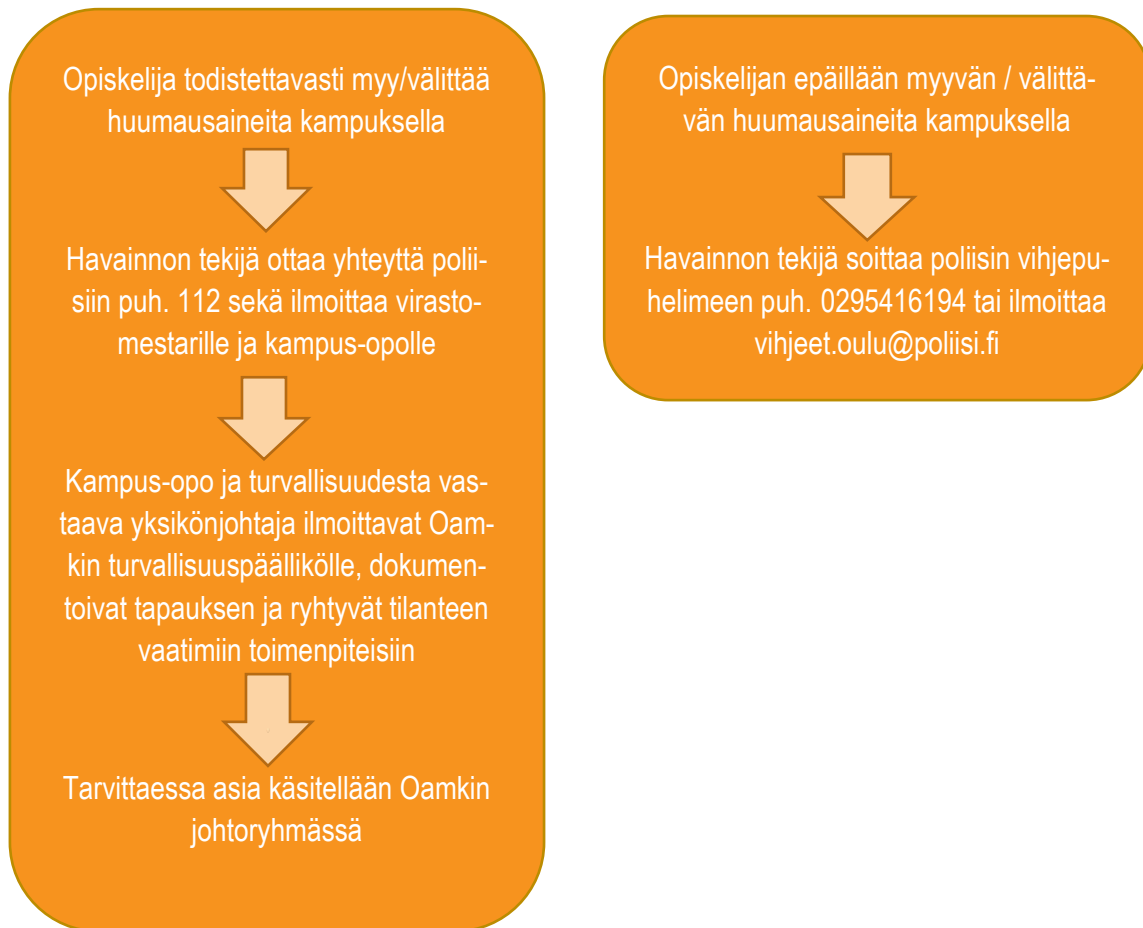 Opiskelija todistettavasti myy/välittää
huumausaineita kampuksella
Havainnon tekijä ottaa yhteyttä polii-
siin puh. 112 sekä ilmoittaa virasto-
mestarille ja kampus-opolle
Kampus-opo ja turvallisuudesta vas-
taava yksikönjohtaja ilmoittavat Oam-
kin turvallisuuspäällikölle, dokumen-
toivat tapauksen ja ryhtyvät tilanteen
vaatimiin toimenpiteisiin
Tarvittaessa asia käsitellään Oamkin
johtoryhmässä
Opiskelijan epäillään myyvän / välittä-
vän huumausaineita kampuksella
Havainnon tekijä soittaa poliisin vihjepu-
helimeen puh. 0295416194 tai ilmoittaa
vihjeet.oulu@poliisi.fi